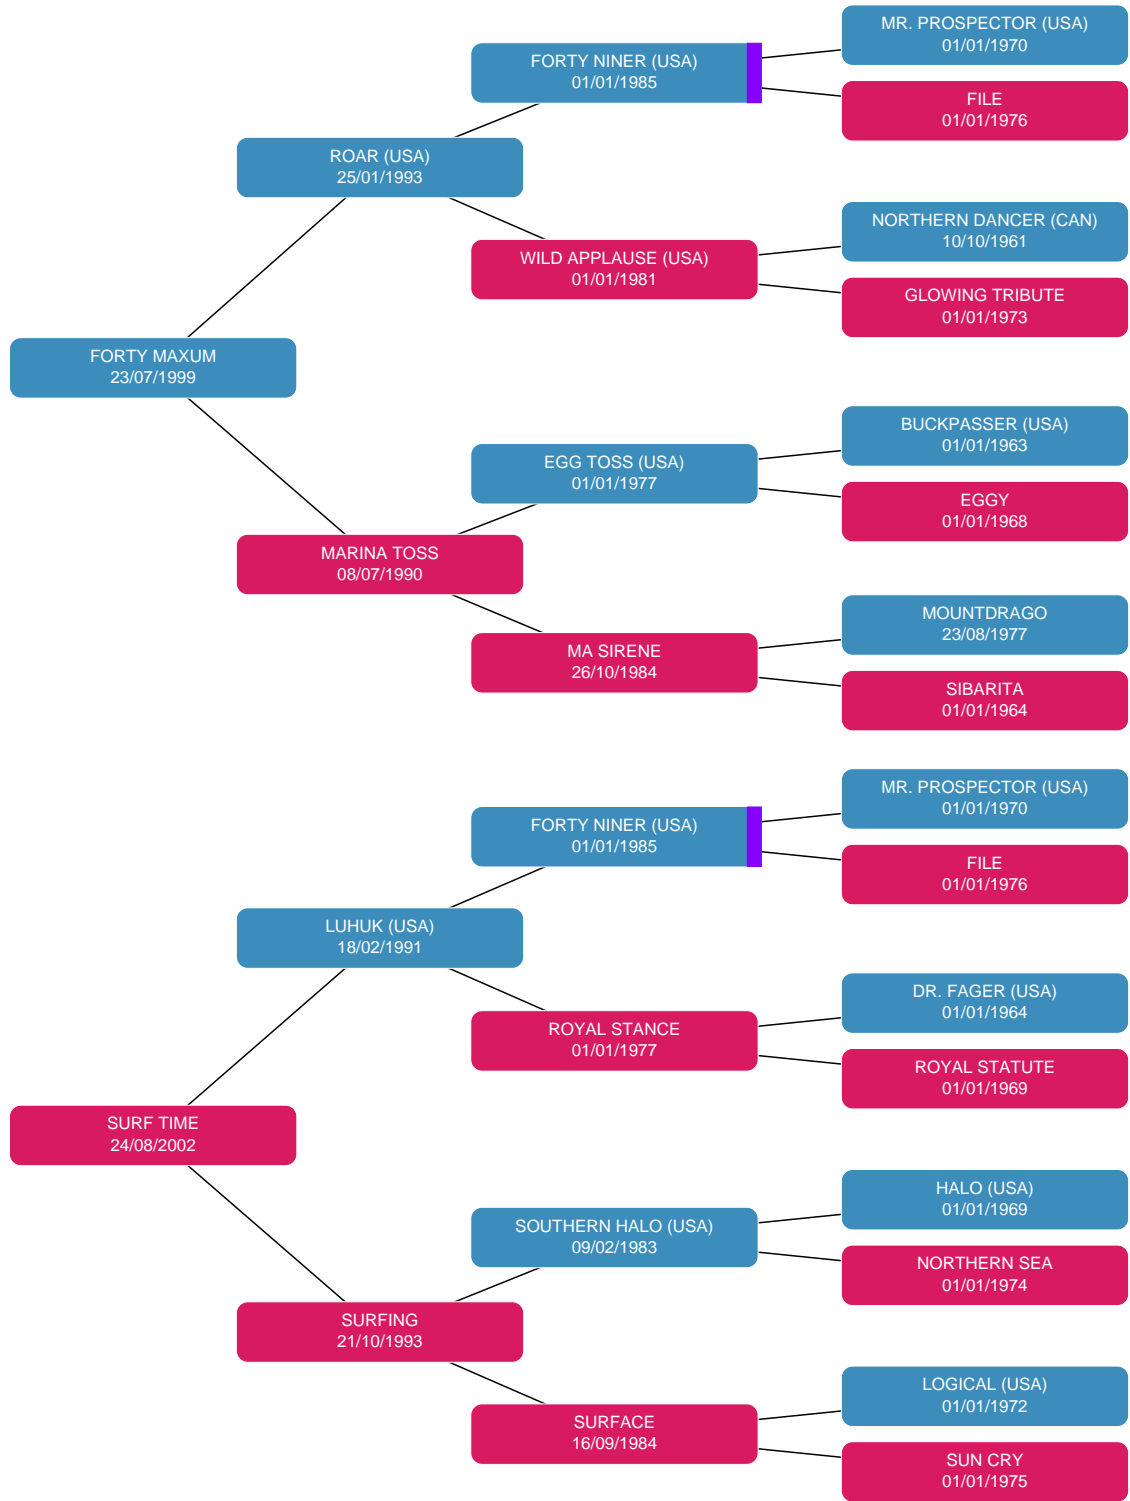 MR. PROSPECTOR (USA)
01/01/1970
FORTY NINER (USA)
01/01/1985
FILE
01/01/1976
ROAR (USA)
25/01/1993
NORTHERN DANCER (CAN)
10/10/1961
WILD APPLAUSE (USA)
01/01/1981
GLOWING TRIBUTE
01/01/1973
FORTY MAXUM
23/07/1999
BUCKPASSER (USA)
01/01/1963
EGG TOSS (USA)
01/01/1977
EGGY
01/01/1968
MARINA TOSS
08/07/1990
MOUNTDRAGO
23/08/1977
MA SIRENE
26/10/1984
SIBARITA
01/01/1964
MR. PROSPECTOR (USA)
01/01/1970
FORTY NINER (USA)
01/01/1985
FILE
01/01/1976
LUHUK (USA)
18/02/1991
DR. FAGER (USA)
01/01/1964
ROYAL STANCE
01/01/1977
ROYAL STATUTE
01/01/1969
SURF TIME
24/08/2002
HALO (USA)
01/01/1969
SOUTHERN HALO (USA)
09/02/1983
NORTHERN SEA
01/01/1974
SURFING
21/10/1993
LOGICAL (USA)
01/01/1972
SURFACE
16/09/1984
SUN CRY
01/01/1975